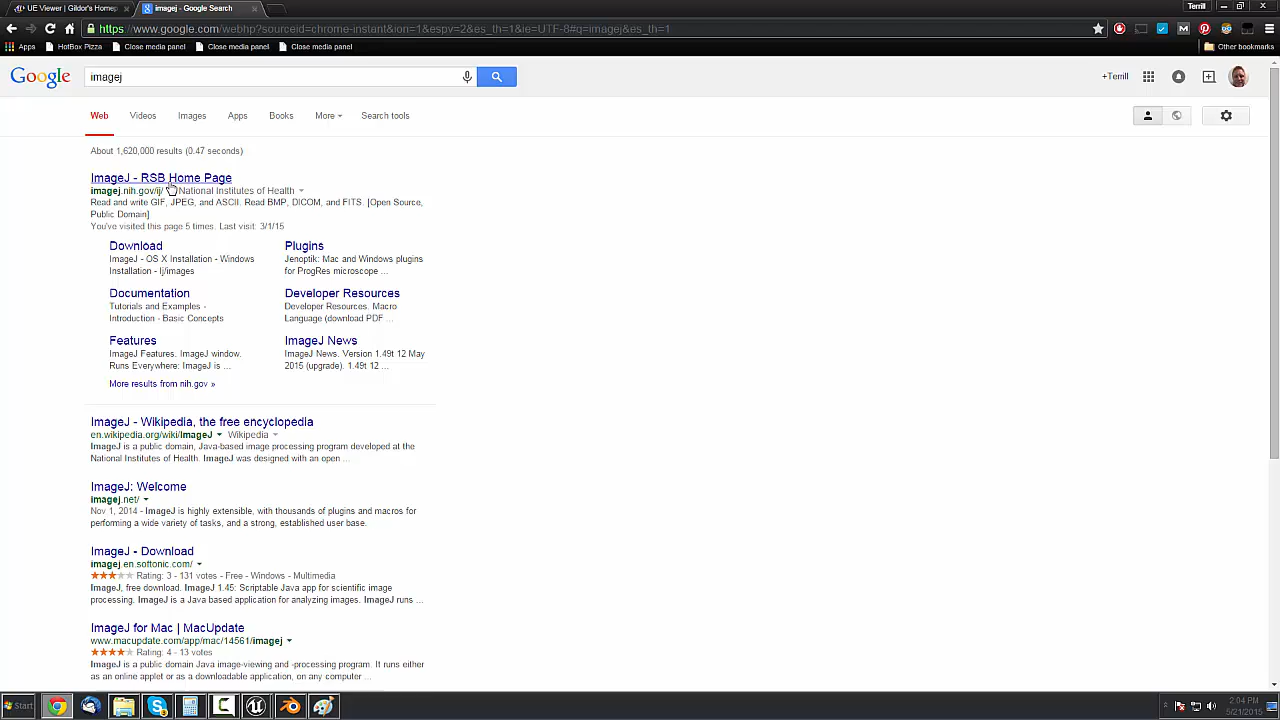 UE Viewer | Gildor's Homep
imagej - Google Search
Terrill
https://www.google.com/webhp?sourceid=chrome-instant&ion=1&espv=2&es_th=1&ie=UTF-8#q=imagej&es_th=1
Apps HotBox Pizza Close media panel Close media panel Close media panel Other bookmarks
Google imagej +Terrill
Web Videos Images Apps Books More Search tools
About 1,620,000 results (0.47 seconds)
ImageJ - RSB Home Page
imagej.nih.gov/ij/ National Institutes of Health
Read and write GIF, JPEG, and ASCII. Read BMP, DICOM, and FITS. [Open Source,
Public Domain]
You've visited this page 5 times. Last visit: 3/1/15
Download
ImageJ - OS X Installation - Windows
Installation - Ij/images
Plugins
Jenoptik: Mac and Windows plugins
for ProgRes microscope ...
Documentation
Tutorials and Examples -
Introduction - Basic Concepts
Developer Resources
Developer Resources. Macro
Language (download PDF ...
Features
ImageJ Features. ImageJ window.
Runs Everywhere: ImageJ is ...
ImageJ News
ImageJ News. Version 1.49t 12 May
2015 (upgrade). 1.49t 12 ...
More results from nih.gov »
ImageJ - Wikipedia, the free encyclopedia
en.wikipedia.org/wiki/ImageJ Wikipedia
ImageJ is a public domain, Java-based image processing program developed at the
National Institutes of Health. ImageJ was designed with an open ...
ImageJ: Welcome
imagej.net/
Nov 1, 2014 - ImageJ is highly extensible, with thousands of plugins and macros for
performing a wide variety of tasks, and a strong, established user base.
ImageJ - Download
imagej.en.softonic.com/
Rating: 3 - 131 votes - Free - Windows - Multimedia
ImageJ, free download. ImageJ 1.45: Scriptable Java app for scientific image
processing. ImageJ is a Java based application for analyzing images. ImageJ runs ...
ImageJ for Mac | MacUpdate
www.macupdate.com/app/mac/14561/imagej
Rating: 4 - 13 votes
ImageJ is a public domain Java image-viewing and -processing program. It runs either
as an online applet or as a downloadable application, on any computer ...
Start
2:04 PM
5/21/2015